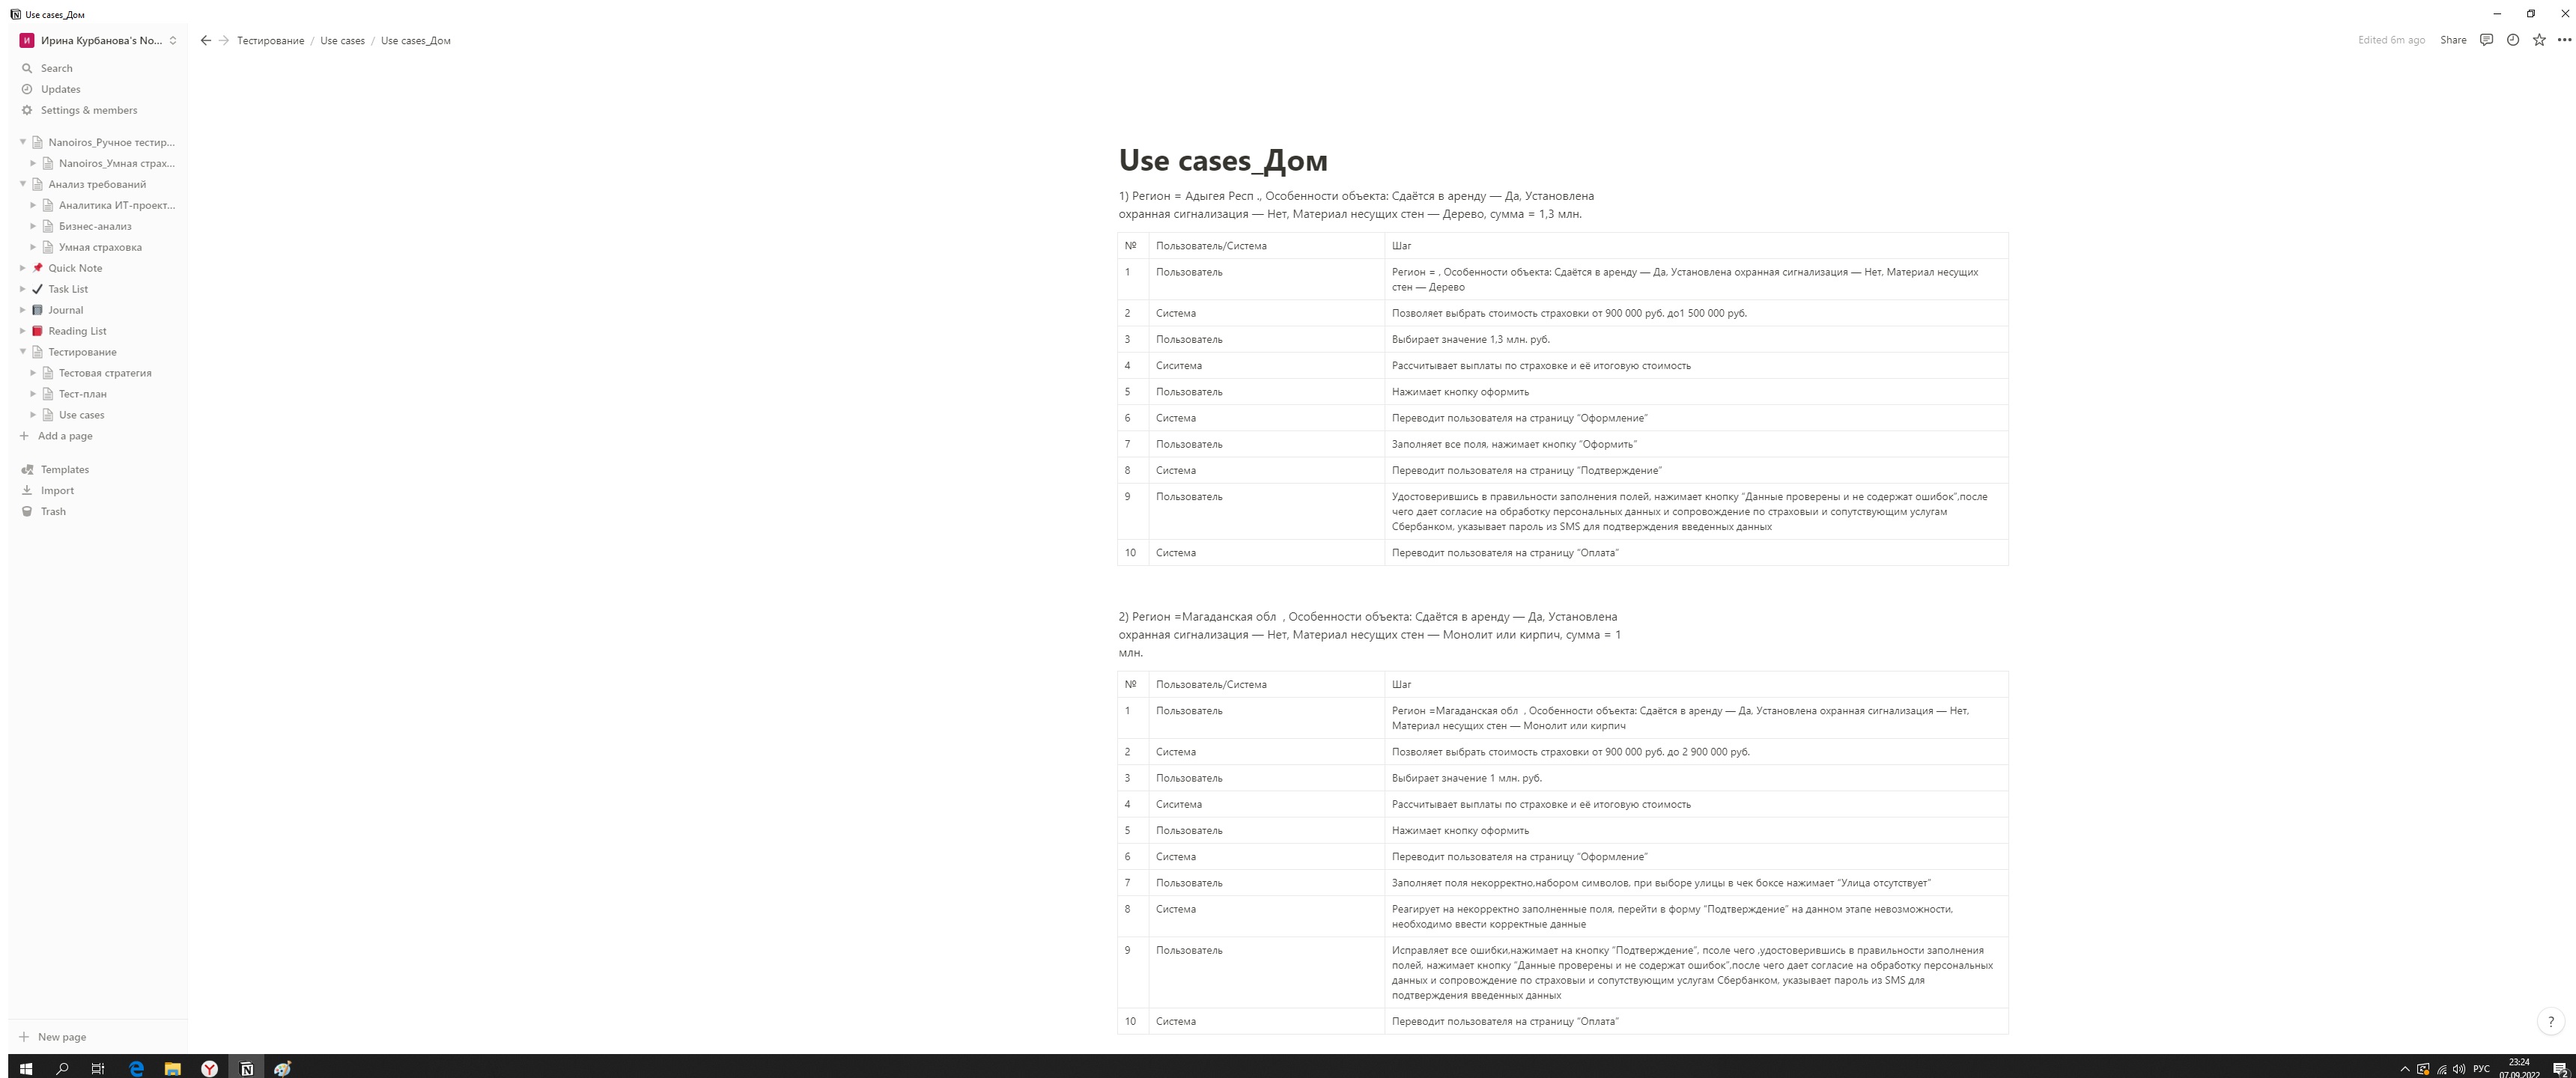 Use cases_Дом
И Ирина Курбанова's No...
Тестирование / Use cases / Use cases_Дом
Edited 6m ago Share
Search
Updates
Settings & members
Nanoiros_Ручное тестир...
Nanoiros_Умная страх...
Анализ требований
Аналитика ИТ-проект...
Бизнес-анализ
Умная страховка
Quick Note
Task List
Journal
Reading List
Тестирование
Тестовая стратегия
Тест-план
Use cases
Add a page
Templates
Import
Trash
New page
Use cases_Дом
1) Регион = Адыгея Респ ., Особенности объекта: Сдаётся в аренду — Да, Установлена
охранная сигнализация — Нет, Материал несущих стен — Дерево, сумма = 1,3 млн.
№ Пользователь/Система Шаг
1 Пользователь Регион = , Особенности объекта: Сдаётся в аренду — Да, Установлена охранная сигнализация — Нет, Материал несущих
стен — Дерево
2 Система Позволяет выбрать стоимость страховки от 900 000 руб. до1 500 000 руб.
3 Пользователь Выбирает значение 1,3 млн. руб.
4 Сиситема Рассчитывает выплаты по страховке и её итоговую стоимость
5 Пользователь Нажимает кнопку оформить
6 Система Переводит пользователя на страницу “Оформление”
7 Пользователь Заполняет все поля, нажимает кнопку “Оформить”
8 Система Переводит пользователя на страницу “Подтверждение”
9 Пользователь Удостоверившись в правильности заполнения полей, нажимает кнопку “Данные проверены и не содержат ошибок”,после
чего дает согласие на обработку персональных данных и сопровождение по страховыи и сопутствующим услугам
Сбербанком, указывает пароль из SMS для подтверждения введенных данных
10 Система Переводит пользователя на страницу “Оплата”
2) Регион =Магаданская обл , Особенности объекта: Сдаётся в аренду — Да, Установлена
охранная сигнализация — Нет, Материал несущих стен — Монолит или кирпич, сумма = 1
млн.
№ Пользователь/Система Шаг
1 Пользователь Регион =Магаданская обл , Особенности объекта: Сдаётся в аренду — Да, Установлена охранная сигнализация — Нет,
Материал несущих стен — Монолит или кирпич
2 Система Позволяет выбрать стоимость страховки от 900 000 руб. до 2 900 000 руб.
3 Пользователь Выбирает значение 1 млн. руб.
4 Сиситема Рассчитывает выплаты по страховке и её итоговую стоимость
5 Пользователь Нажимает кнопку оформить
6 Система Переводит пользователя на страницу “Оформление”
7 Пользователь Заполняет поля некорректно,набором символов, при выборе улицы в чек боксе нажимает “Улица отсутствует”
8 Система Реагирует на некорректно заполненные поля, перейти в форму “Подтверждение” на данном этапе невозможности,
необходимо ввести корректные данные
9 Пользователь Исправляет все ошибки,нажимает на кнопку “Подтверждение”, псоле чего ,удостоверившись в правильности заполнения
полей, нажимает кнопку “Данные проверены и не содержат ошибок”,после чего дает согласие на обработку персональных
данных и сопровождение по страховыи и сопутствующим услугам Сбербанком, указывает пароль из SMS для
подтверждения введенных данных
10 Система Переводит пользователя на страницу “Оплата”
?
РУС
23:24
07.09.2022
2